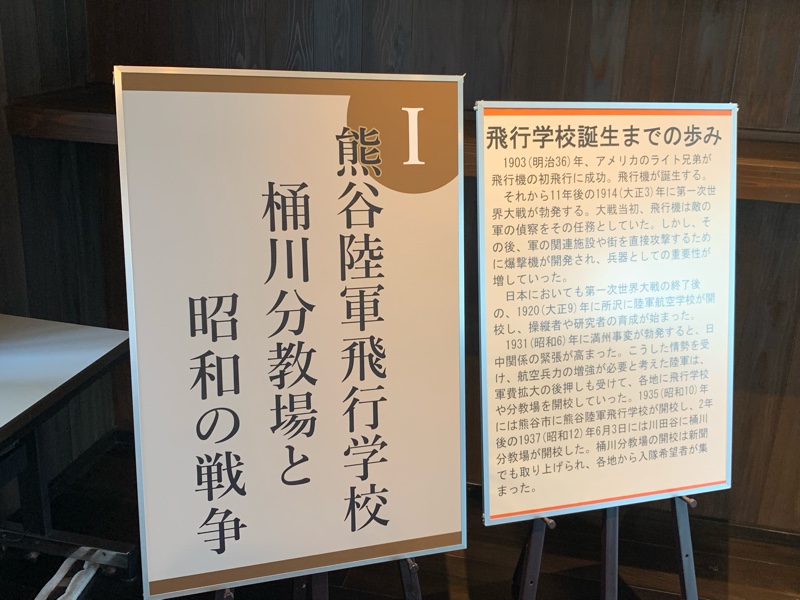 I
熊谷陸軍飛行学校
桶川分教場と
昭和の戦争
飛行学校誕生までの歩み
1903(明治36)年、アメリカのライト兄弟が
飛行機の初飛行に成功。飛行機が誕生する。
それから11年後の1914(大正3)年に第一次世
界大戦が勃発する。大戦当初、飛行機は敵の
軍の偵察をその任務としていた。しかし、そ
の後、軍の関連施設や街を直接攻撃するため
に爆撃機が開発され、兵器としての重要性が
増していった。
日本においても第一次世界大戦の終了後
の、1920(大正9)年に所沢に陸軍航空学校が開
校し、操縦者や研究者の育成が始まった。
1931(昭和6)年に満州事変が勃発すると、日
中関係の緊張が高まった。こうした情勢を受
け、航空兵力の増強が必要と考えた陸軍は、
軍費拡大の後押しも受けて、各地に飛行学校
や分教場を開校していった。1935(昭和10)年
には熊谷市に熊谷陸軍飛行学校が開校し、2年
後の1937(昭和12)年6月3日には川田谷に桶川
分教場が開校した。桶川分教場の開校は新聞
でも取り上げられ、各地から入隊希望者が集
まった。